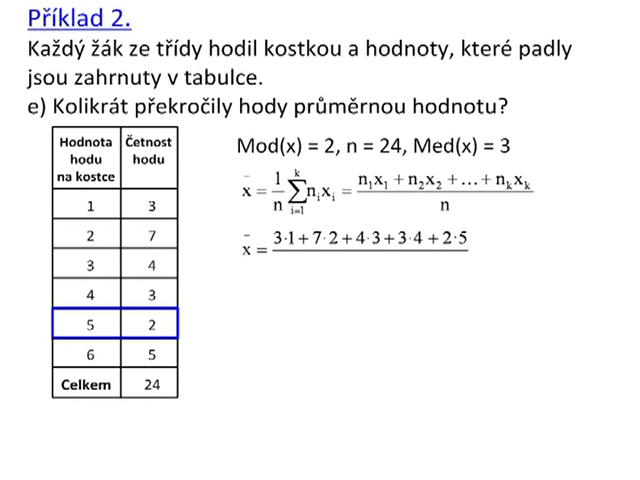 Příklad 2.
Každý žák ze třídy hodil kostkou a hodnoty, které padly
jsou zahrnuty v tabulce.
e) Kolikrát překročily hody průměrnou hodnotu?
Hodnota hodu na kostce Četnost hodu
1 3
2 7
3 4
4 3
5 2
6 5
Celkem 24
Mod(x) = 2, n = 24, Med(x) = 3
x̄ = 1/n ∑ᵢ₌₁ᵏ nᵢxᵢ = (n₁x₁ + n₂x₂ + ... + nₖxₖ)/n
x̄ = 3·1+7·2+4·3+3·4+2·5